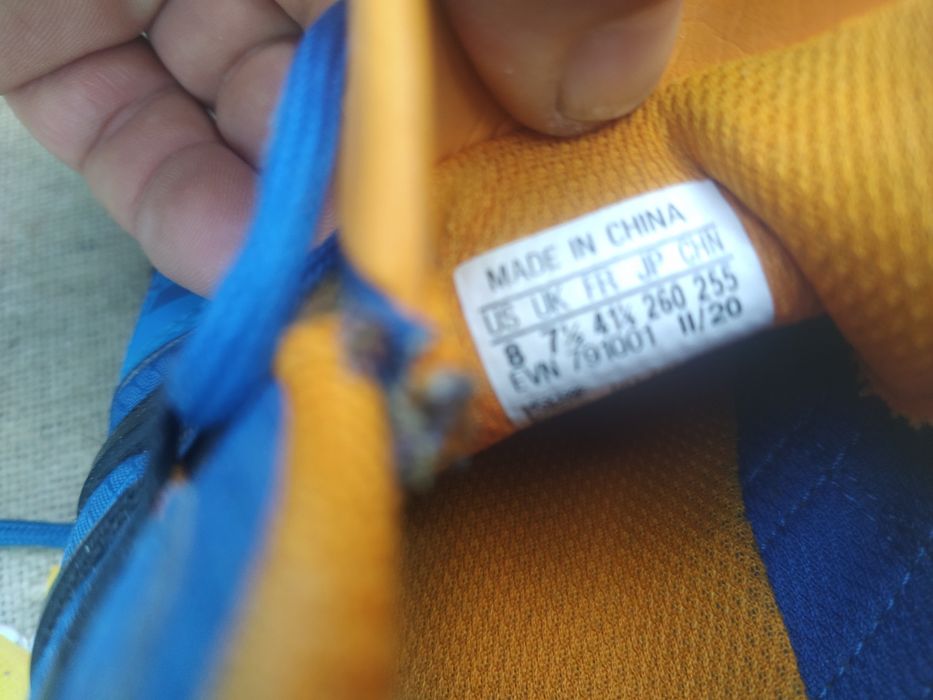 MADE IN CHINA
US UK FR JP CHN
8 7½ 41⅓ 260 255
EVN 791001 11/20